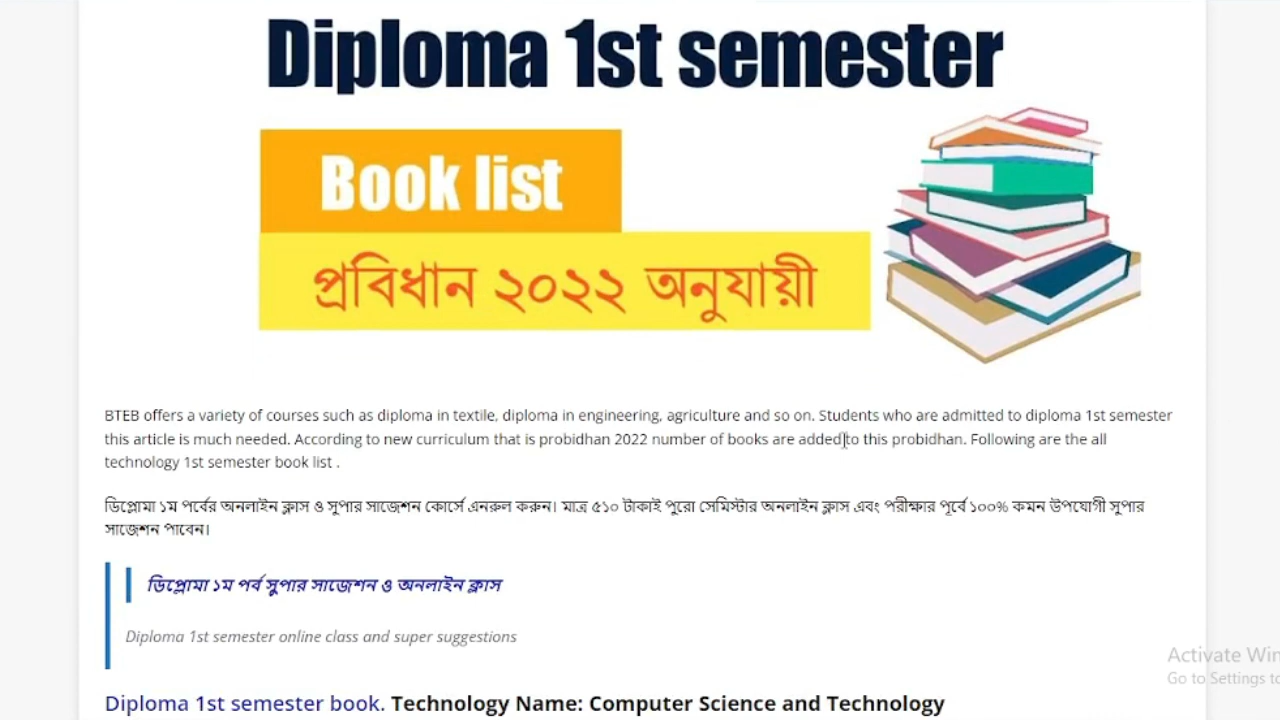 Diploma 1st semester
Book list
প্রবিধান ২০২২ অনুযায়ী
BTEB offers a variety of courses such as diploma in textile, diploma in engineering, agriculture and so on. Students who are admitted to diploma 1st semester
this article is much needed. According to new curriculum that is probidhan 2022 number of books are added to this probidhan. Following are the all
technology 1st semester book list .
ডিপ্লোমা ১ম পর্বের অনলাইন ক্লাস ও সুপার সাজেশন কোর্সে এনরুল করুন। মাত্র ৫১০ টাকাই পুরো সেমিস্টার অনলাইন ক্লাস এবং পরীক্ষার পূর্বে ১০০% কমন উপযোগী সুপার
সাজেশন পাবেন।
ডিপ্লোমা ১ম পর্ব সুপার সাজেশন ও অনলাইন ক্লাস
Diploma 1st semester online class and super suggestions
Activate Win
Go to Settings to
Diploma 1st semester book. Technology Name: Computer Science and Technology